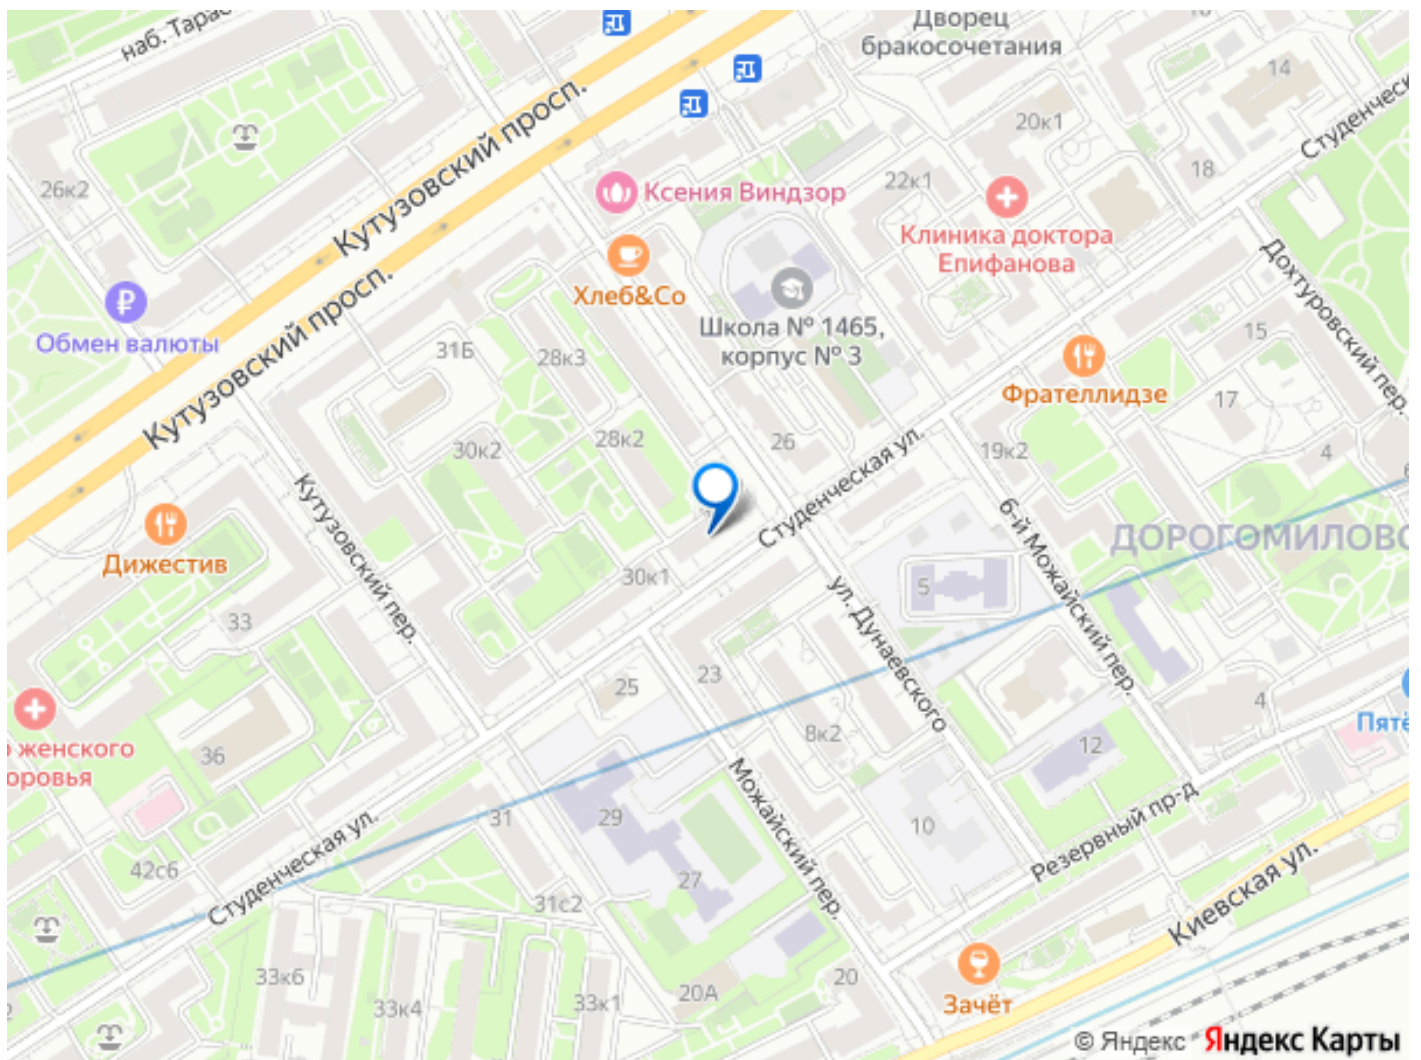 наб. Тарас
Дворец
бракосочетания
14
Студенческ
20к1
18
Кутузовский просп.
26к2
Ксения Виндзор
22к1
Клиника доктора
Епифанова
Хлеб&Co
Дохтуровский пер.
Обмен валюты
Кутузовский просп.
Школа № 1465,
корпус № 3
15
31Б
28к3
Фрателлидзе
17
30к2
28к2
26
19к2
4
Студенческая ул.
Кутузовский пер.
6-й Можайский пер.
Дижестив
ДОРОГОМИЛОВС
30к1
5
33
ул. Дунаевского
23
25
4
Пятё
8к2
12
о женского
оровья
36
Можайский пер.
Резервный пр-д
31
29
10
Студенческая ул.
42с6
27
Киевская ул.
31с2
33к6
33к4
33к1
20А
20
Зачёт
© Яндекс Яндекс Карты